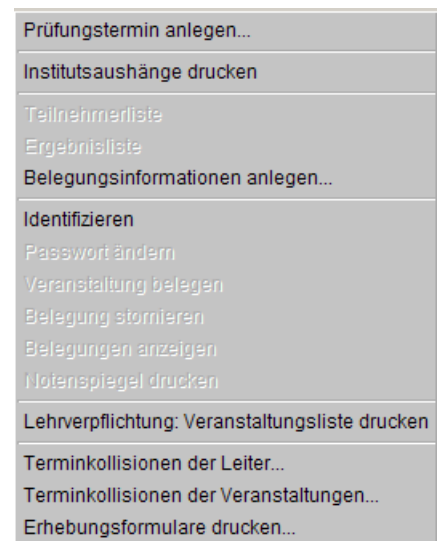 Prüfungstermin anlegen...
Institutsaushänge drucken
Teilnehmerliste
Ergebnisliste
Belegungsinformationen anlegen...
Identifizieren
Passwort ändern
Veranstaltung belegen
Belegung stornieren
Belegungen anzeigen
Notenspiegel drucken
Lehrverpflichtung: Veranstaltungsliste drucken
Terminkollisionen der Leiter...
Terminkollisionen der Veranstaltungen...
Erhebungsformulare drucken...